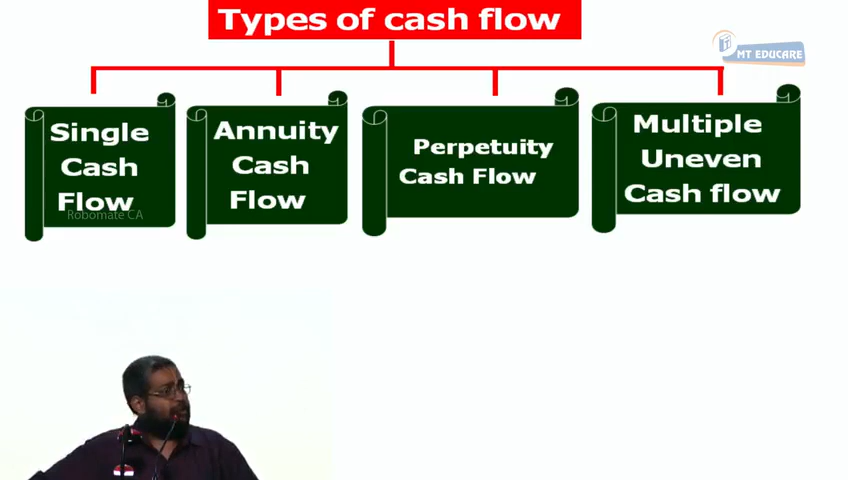 Types of cash flow
MT EDUCARE
Single
Cash
Flow
Robomate CA
Annuity
Cash
Flow
Perpetuity
Cash Flow
Multiple
Uneven
Cash flow